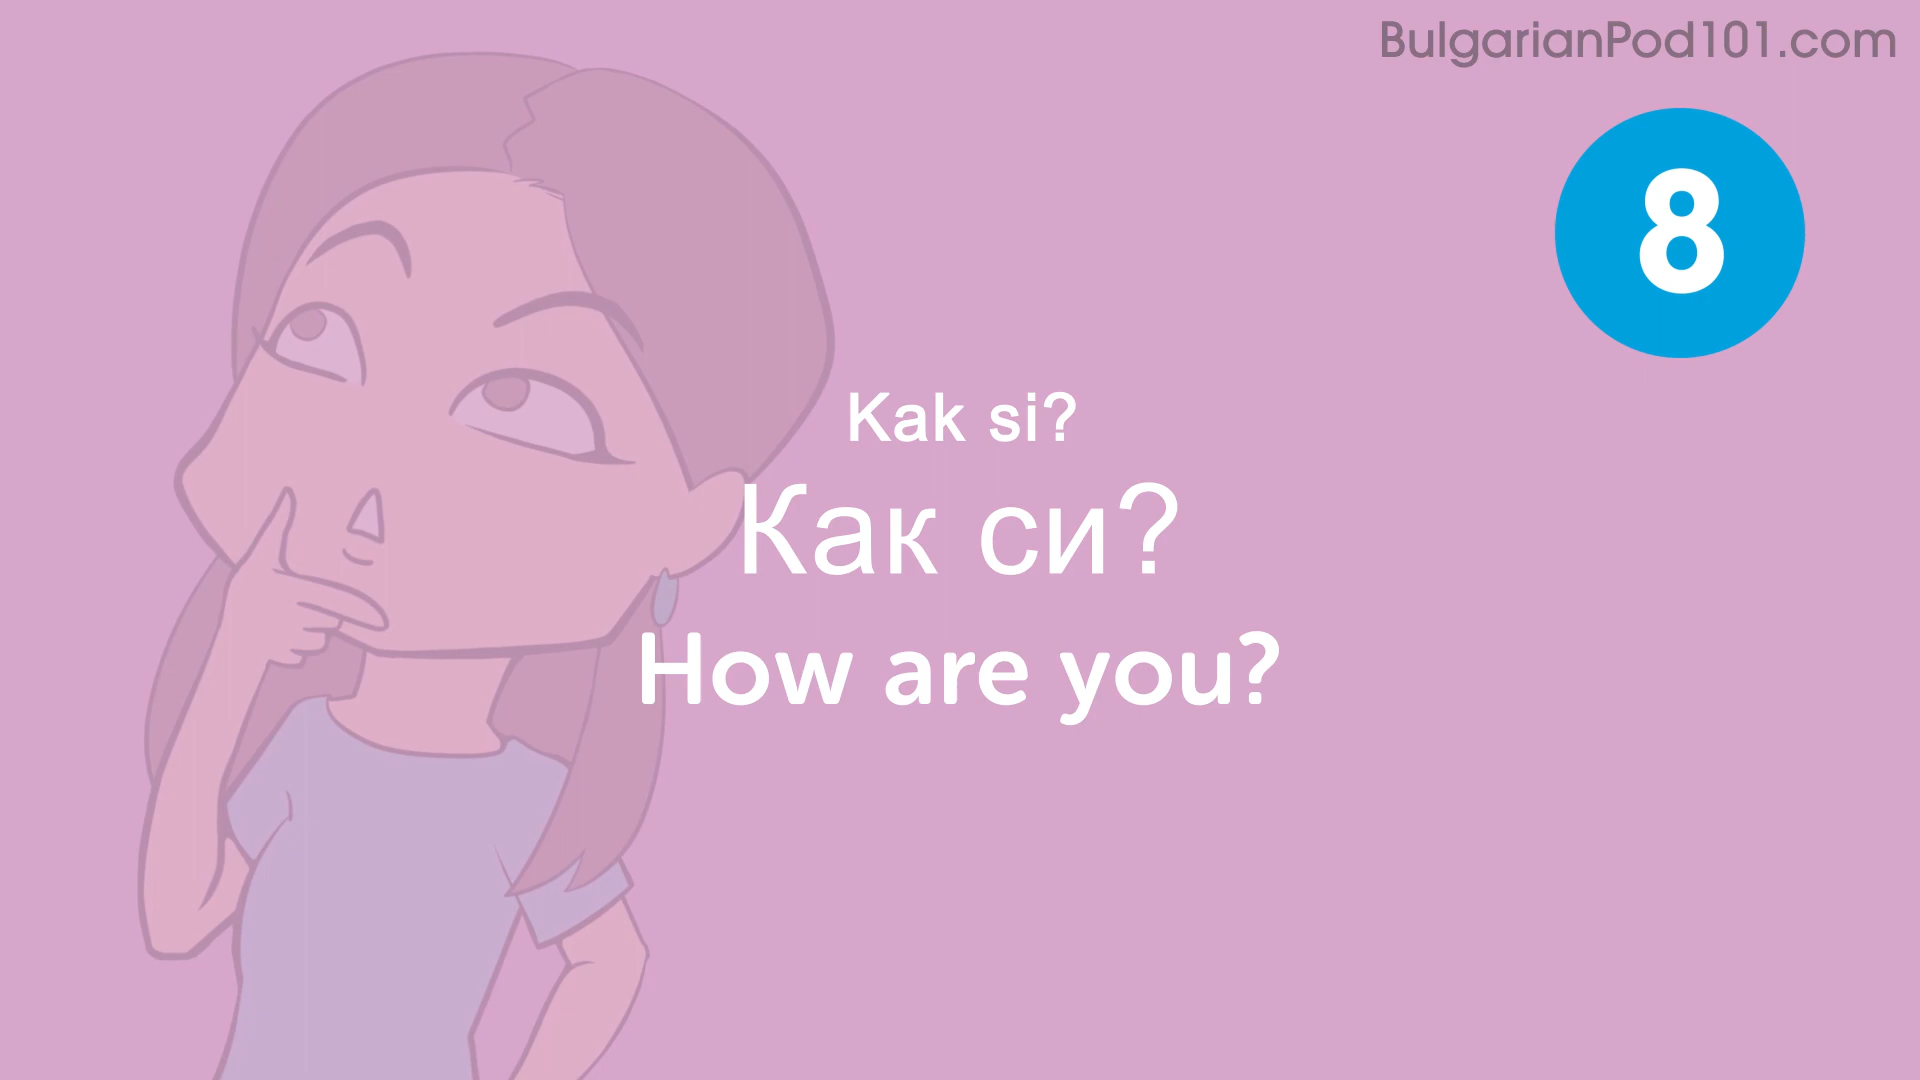 BulgarianPod101.com
8
Kak si?
Как си?
How are you?